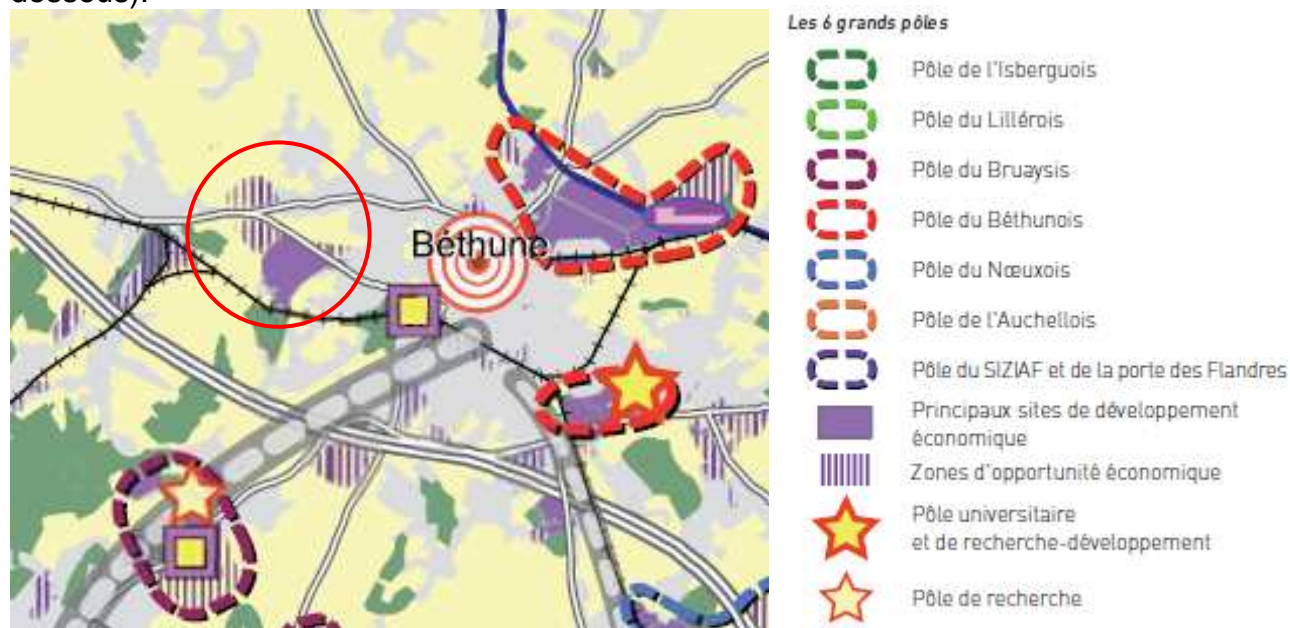 dessous).
Béthune
Les 6 grands pôles
Pôle de l'Isberguois
Pôle du Lillérois
Pôle du Bruaysis
Pôle du Béthunois
Pôle du Nœuxois
Pôle de l'Auchellois
Pôle du SIZIAF et de la porte des Flandres
Principaux sites de développement
économique
Zones d'opportunité économique
Pôle universitaire
et de recherche-développement
Pôle de recherche